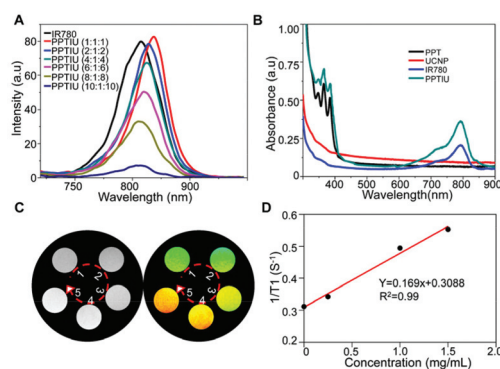 A
IR780
PPTIU (1:1:1)
PPTIU (2:1:2)
PPTIU (4:1:4)
PPTIU (6:1:6)
PPTIU (8:1:8)
PPTIU (10:1:10)
80
60
40
20
0
Intensity (a.u)
750 800 900
Wavelength (nm)
B
PPT
UCNP
IR780
PPTIU
1.00
0.75
0.50
0.25
0.00
Absorbance (a.u)
400 500 600 700 800 900
Wavelength(nm)
C
1 2 3 4 5
1 2 3 4 5
D
0.6
0.5
0.4
0.3
0.2
1/T1 (S⁻¹)
Y=0.169x+0.3088
R²=0.99
0.0 0.5 1.0 1.5 2.0
Concentration (mg/mL)